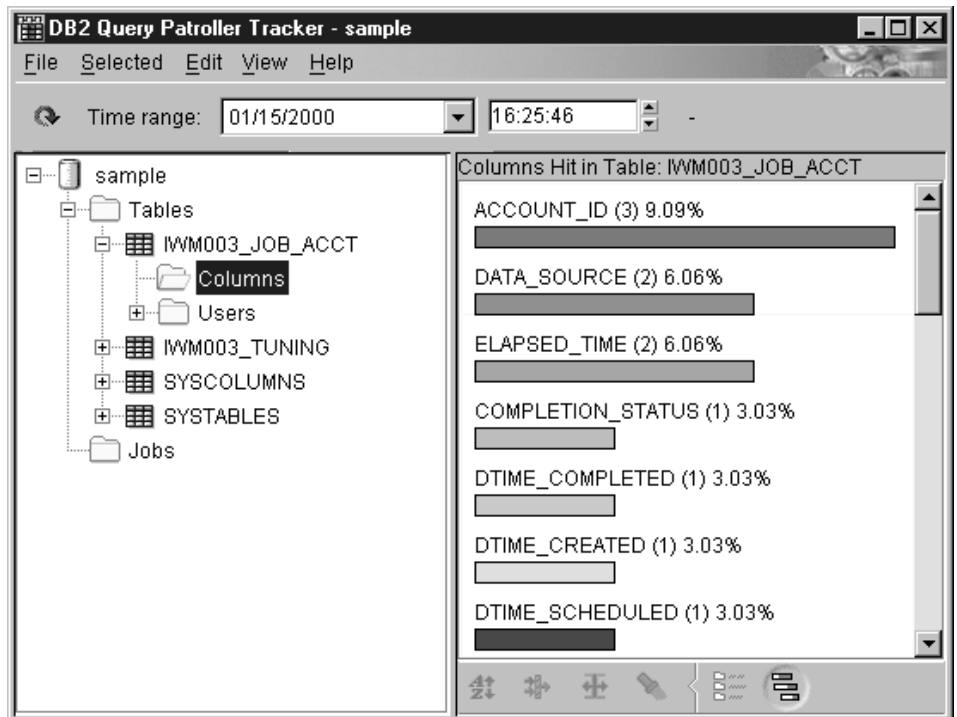 DB2 Query Patroller Tracker - sample
File Selected Edit View Help
Time range: 01/15/2000 16:25:46 -
sample
Tables
IWM003_JOB_ACCT
Columns
Users
IWM003_TUNING
SYSCOLUMNS
SYSTABLES
Jobs
Columns Hit in Table: IWM003_JOB_ACCT
ACCOUNT_ID (3) 9.09%
DATA_SOURCE (2) 6.06%
ELAPSED_TIME (2) 6.06%
COMPLETION_STATUS (1) 3.03%
DTIME_COMPLETED (1) 3.03%
DTIME_CREATED (1) 3.03%
DTIME_SCHEDULED (1) 3.03%